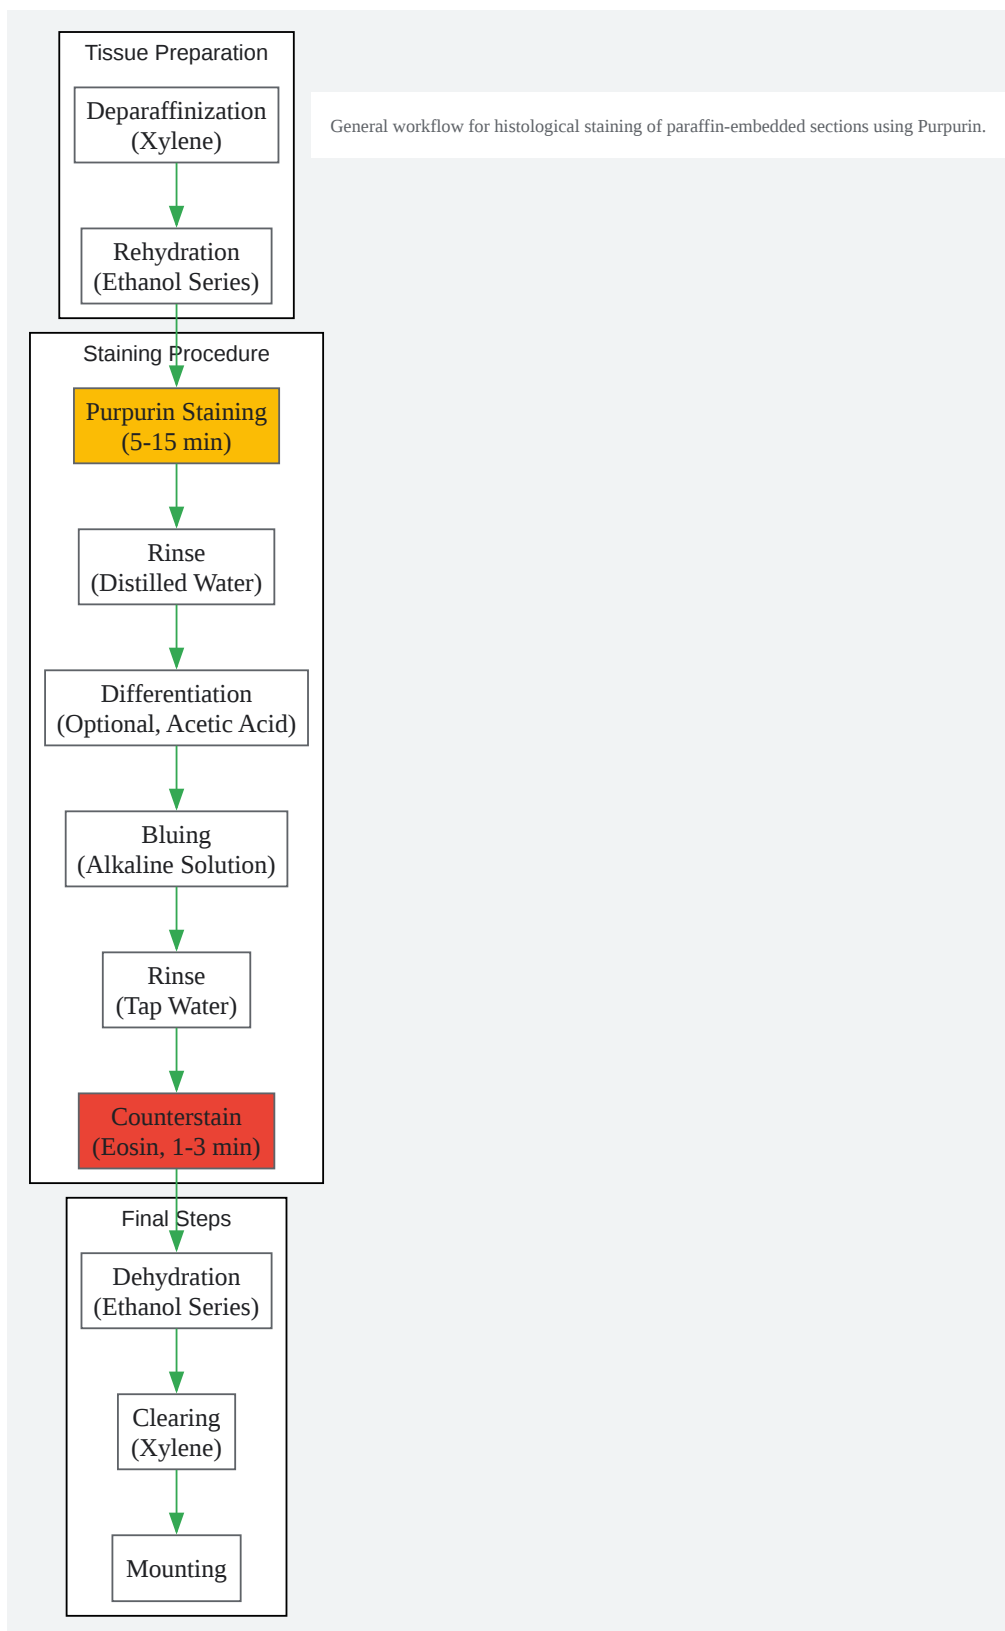 Tissue Preparation
Deparaffinization
(Xylene)
General workflow for histological staining of paraffin-embedded sections using Purpurin.
Rehydration
(Ethanol Series)
Staining Procedure
Purpurin Staining
(5-15 min)
Rinse
(Distilled Water)
Differentiation
(Optional, Acetic Acid)
Bluing
(Alkaline Solution)
Rinse
(Tap Water)
Counterstain
(Eosin, 1-3 min)
Final Steps
Dehydration
(Ethanol Series)
Clearing
(Xylene)
Mounting